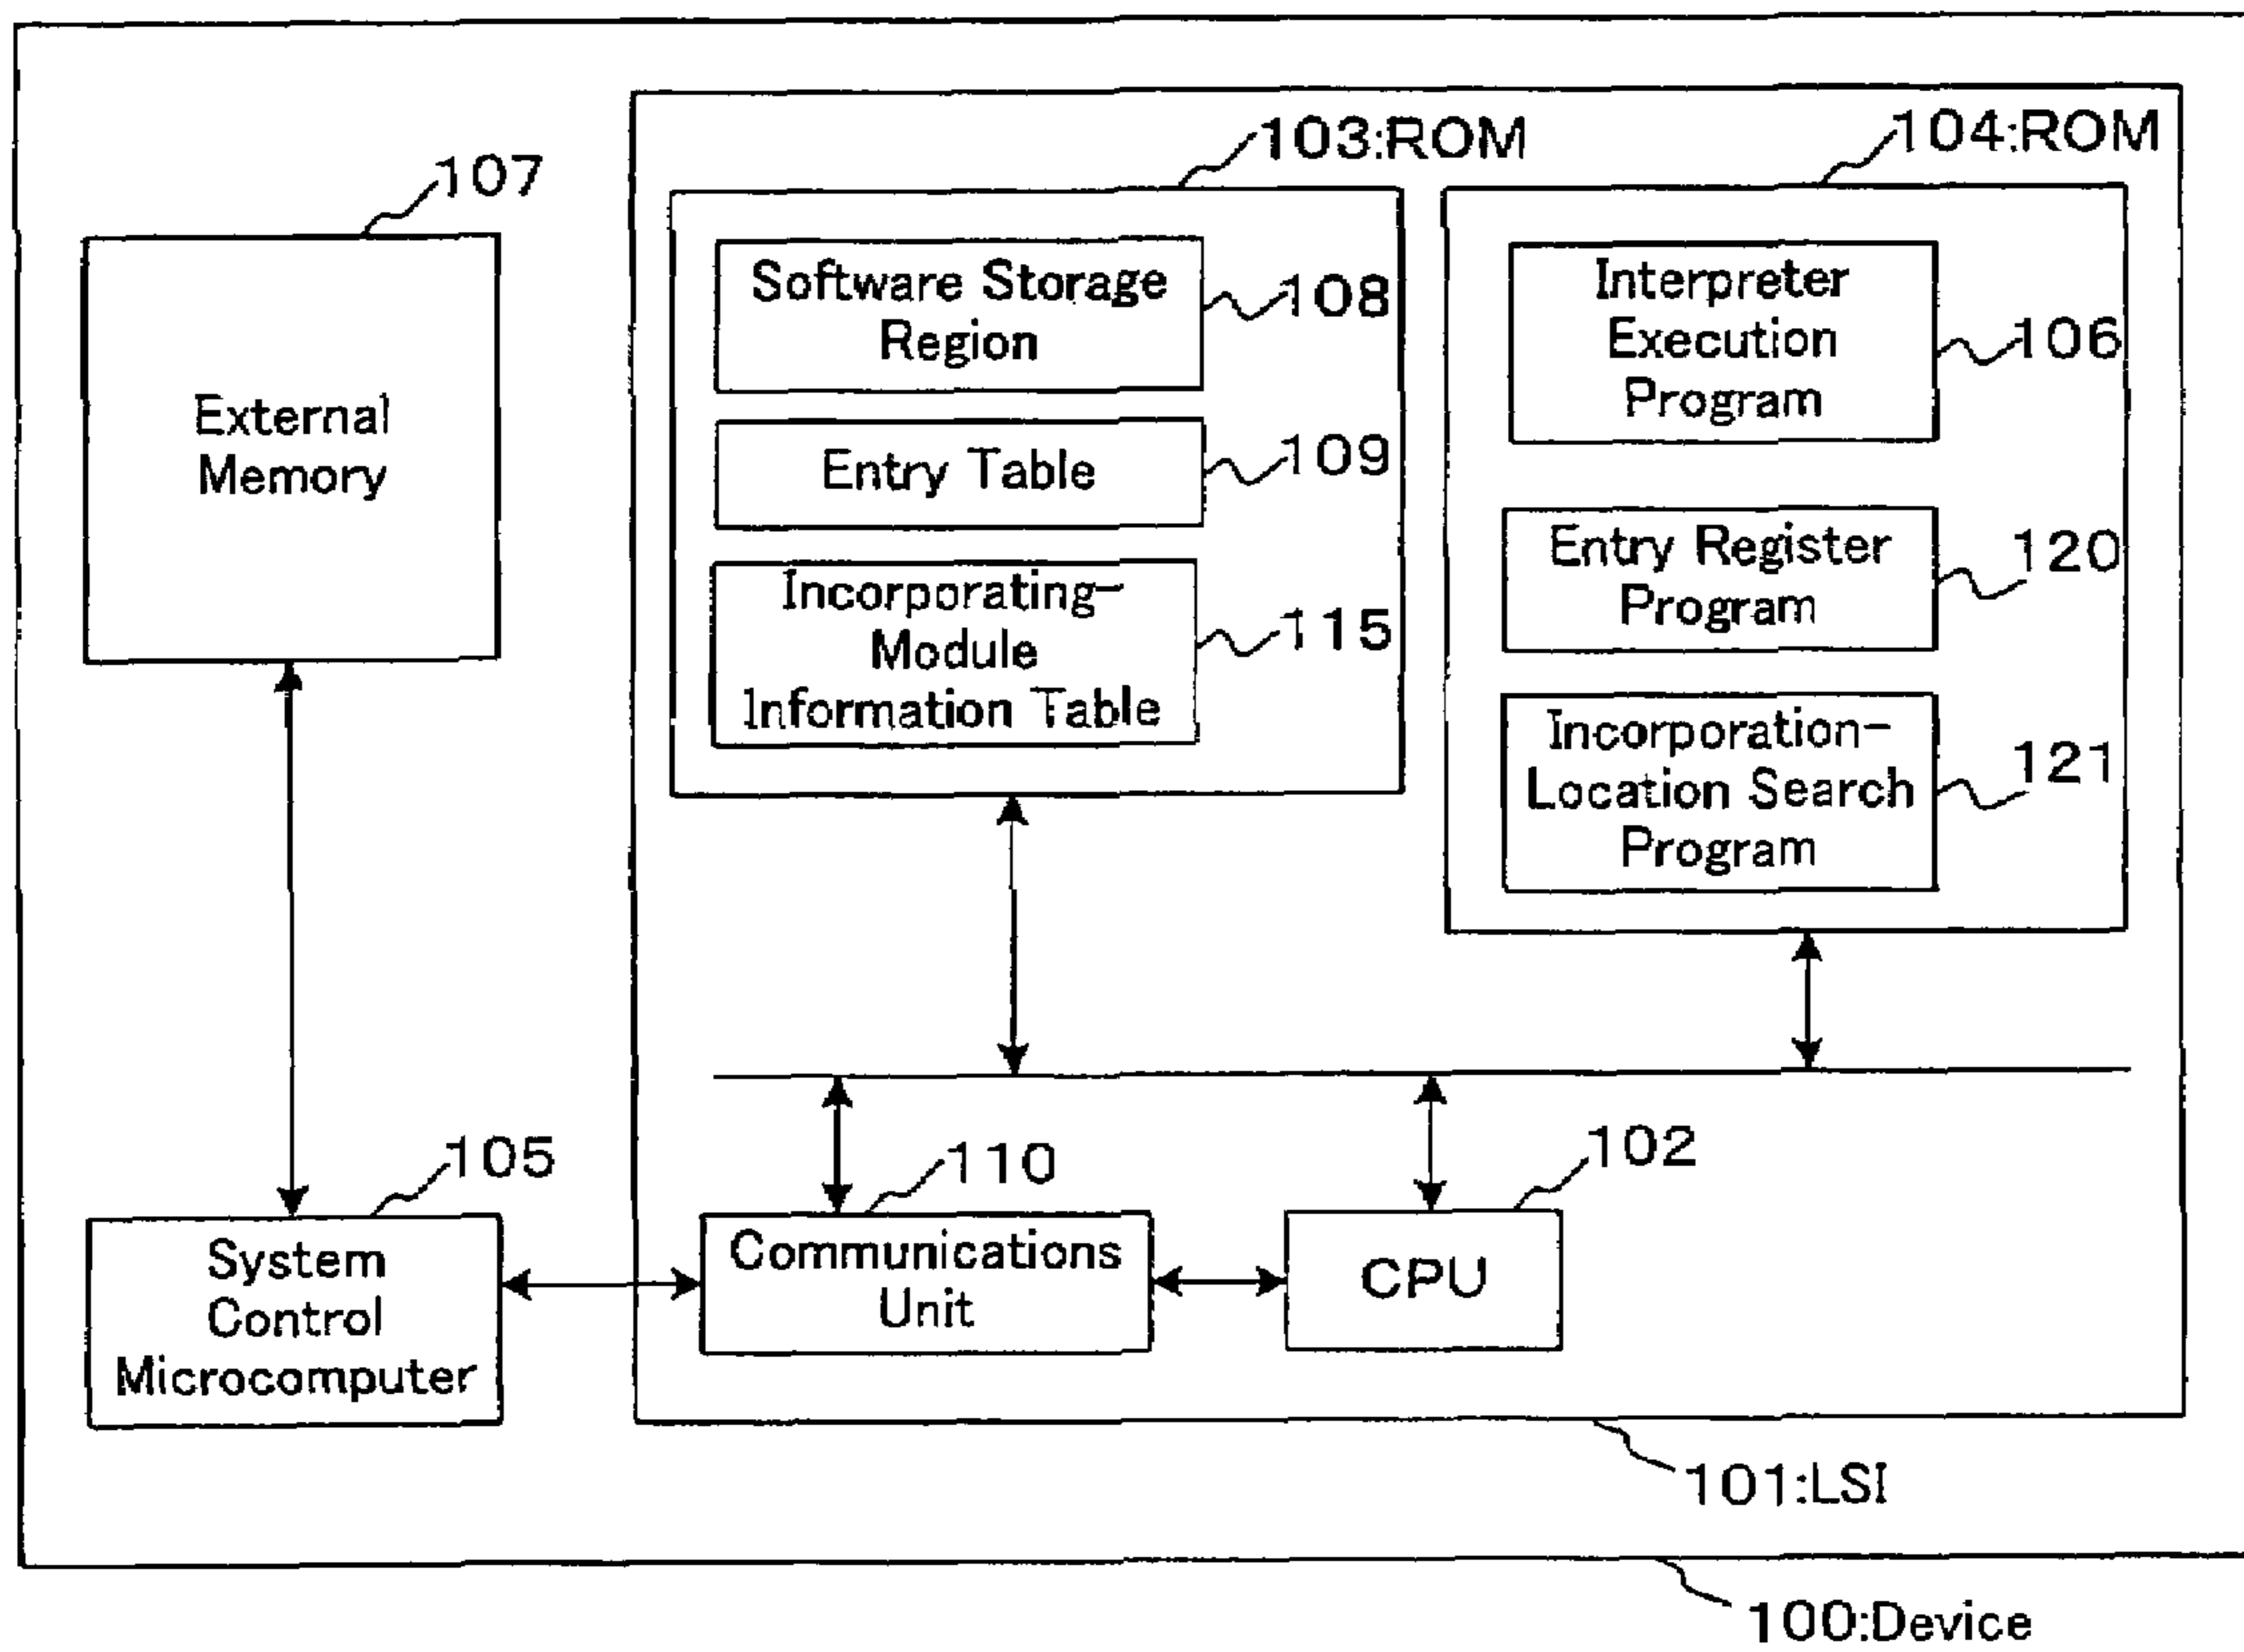 103:ROM
104:ROM
107
Software Storage
Region
108
Interpreter
Execution
Program
106
External
Memory
Entry Table
109
Entry Register
Program
120
Incorporating-
Module
Information Table
115
Incorporation-
Location Search
Program
121
105
110
102
System
Control
Microcomputer
Communications
Unit
CPU
101:LSI
100:Device